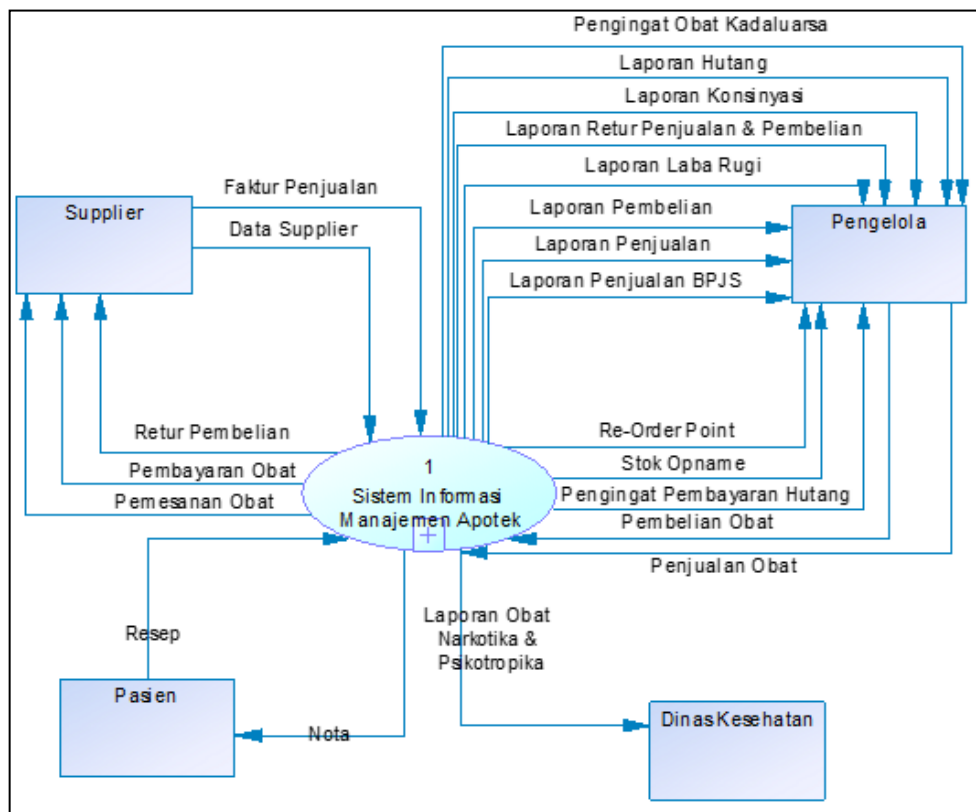 Pengingat Obat Kadaluarsa
Laporan Hutang
Laporan Konsinyasi
Laporan Retur Penjualan & Pembelian
Laporan Laba Rugi
Faktur Penjualan
Supplier
Laporan Pembelian
Pengelola
Data Supplier
Laporan Penjualan
Laporan Penjualan BPJS
Retur Pembelian
Re-Order Point
Pembayaran Obat
1
Stok Opname
Pemesanan Obat
Sistem Informasi
Manajemen Apotek
Pengingat Pembayaran Hutang
Pembelian Obat
Penjualan Obat
Laporan Obat
Narkotika &
Psikotropika
Resep
Pasien
Nota
Dinas Kesehatan